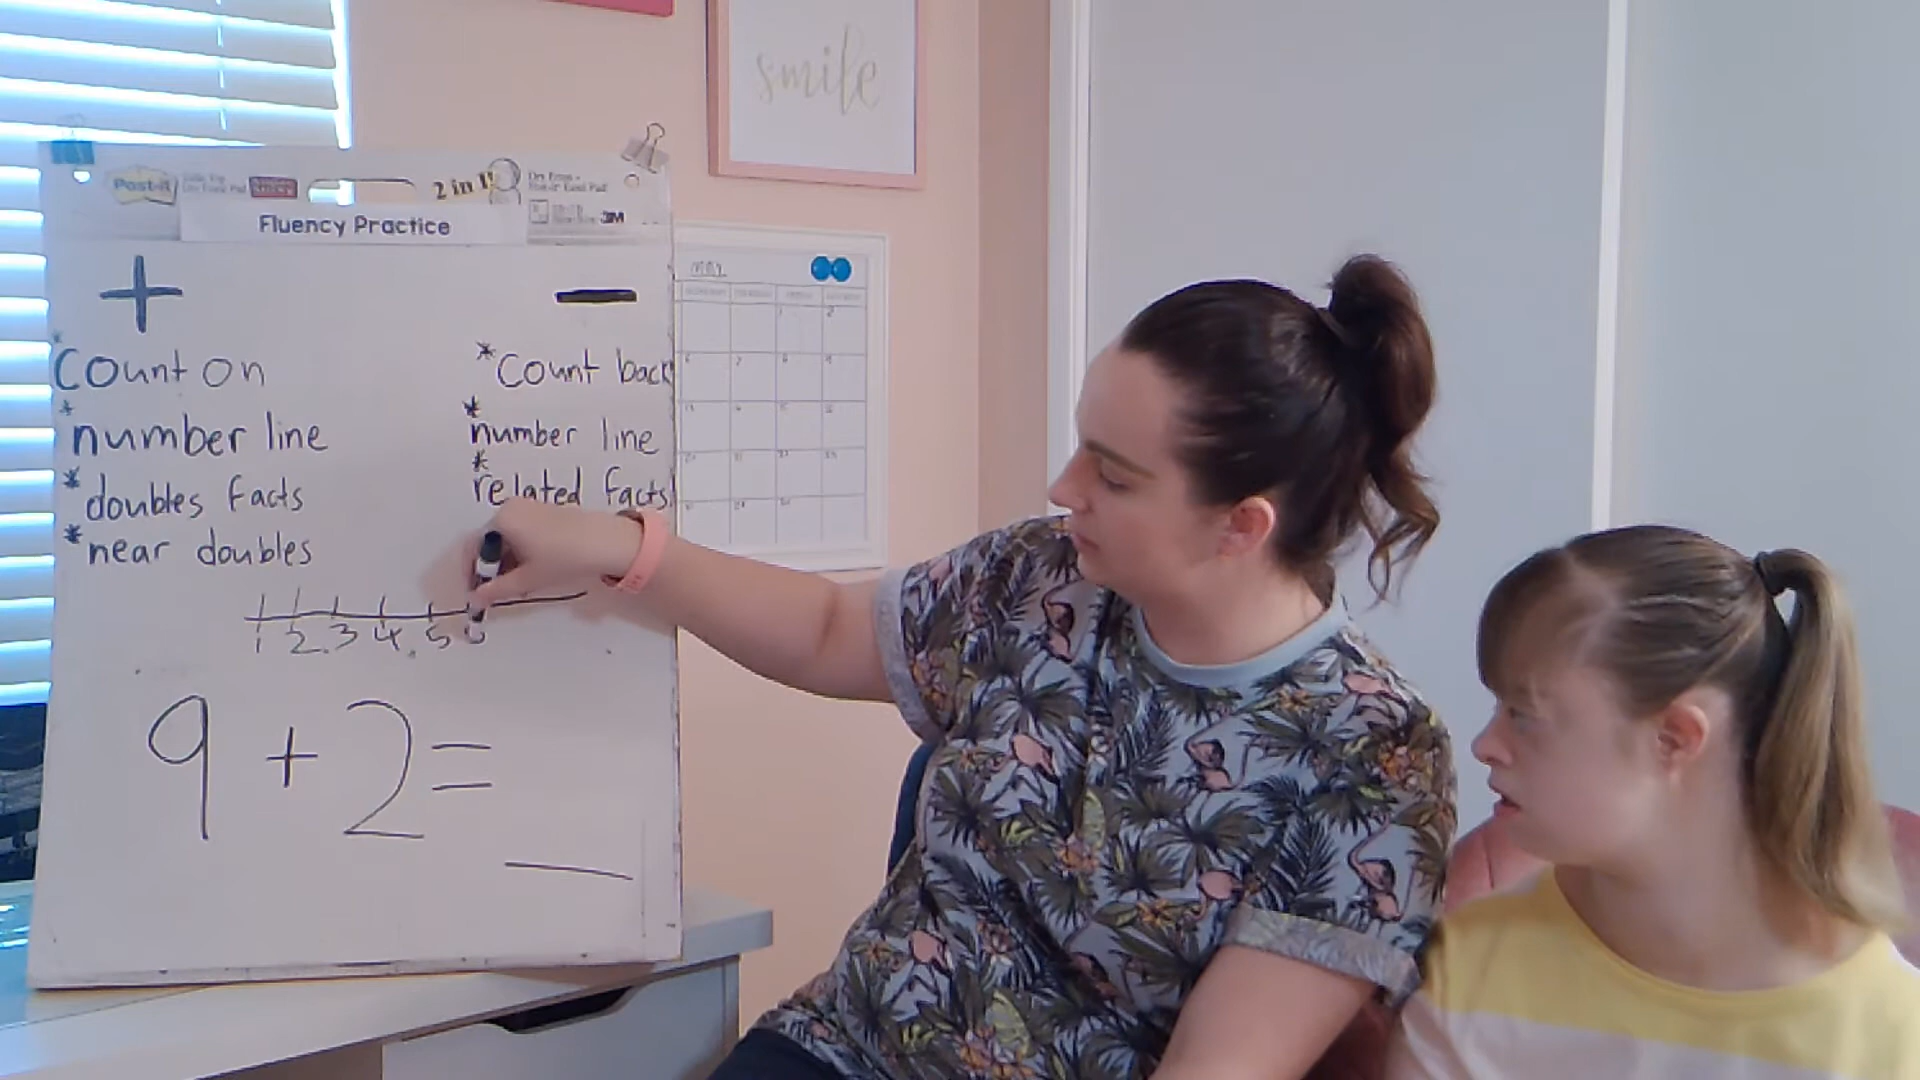 smile
Post-it
2 in 1
3M
Fluency Practice
+
—
*Count on
*number line
*doubles facts
*near doubles
*Count back
*number line
*related facts
1 2 3 4 5 6
9 + 2 = __